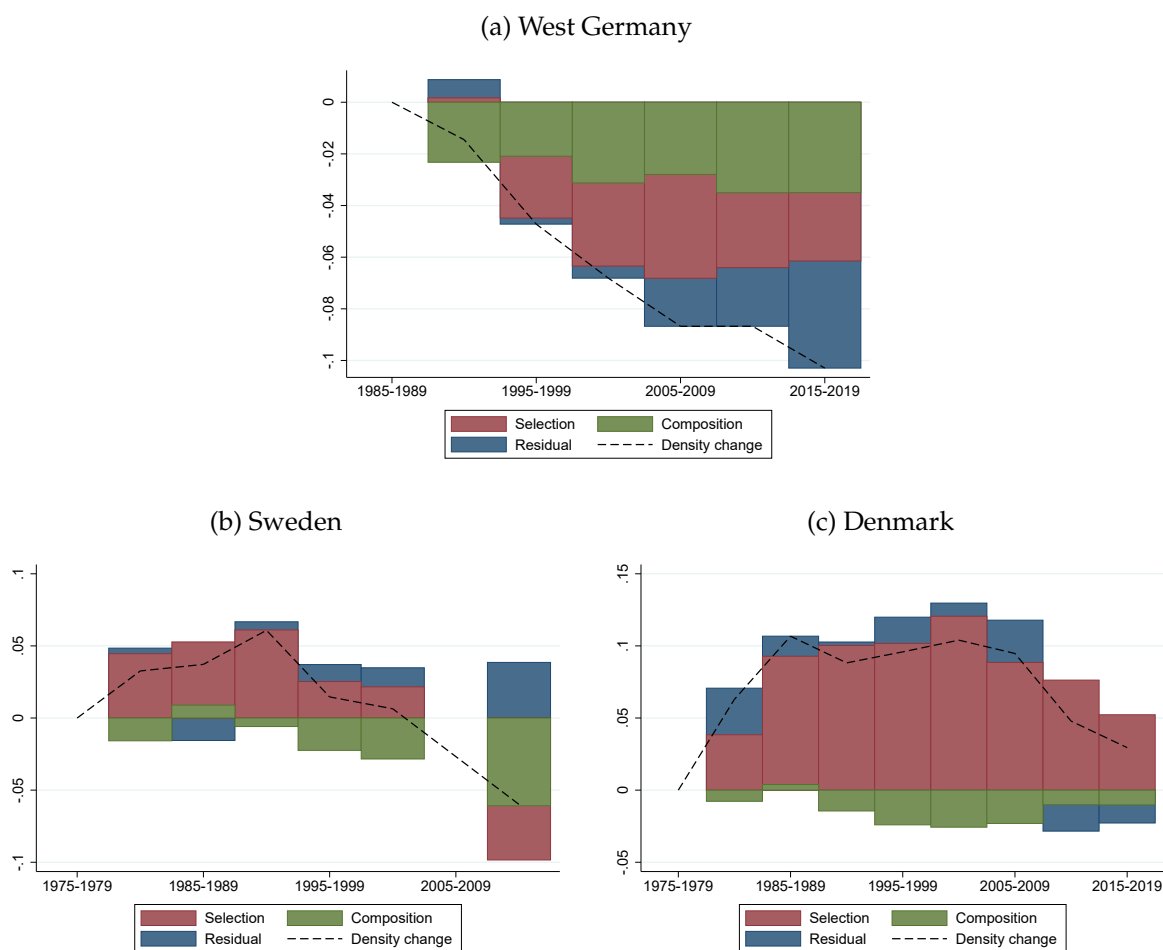 (a) West Germany
0
-.02
-.04
-.06
-.08
-.1
1985-1989 1995-1999 2005-2009 2015-2019
Selection Composition
Residual Density change
(b) Sweden
.1
.05
0
-.05
-.1
1975-1979 1985-1989 1995-1999 2005-2009
Selection Composition
Residual Density change
(c) Denmark
.15
.1
.05
0
-.05
1975-1979 1985-1989 1995-1999 2005-2009 2015-2019
Selection Composition
Residual Density change